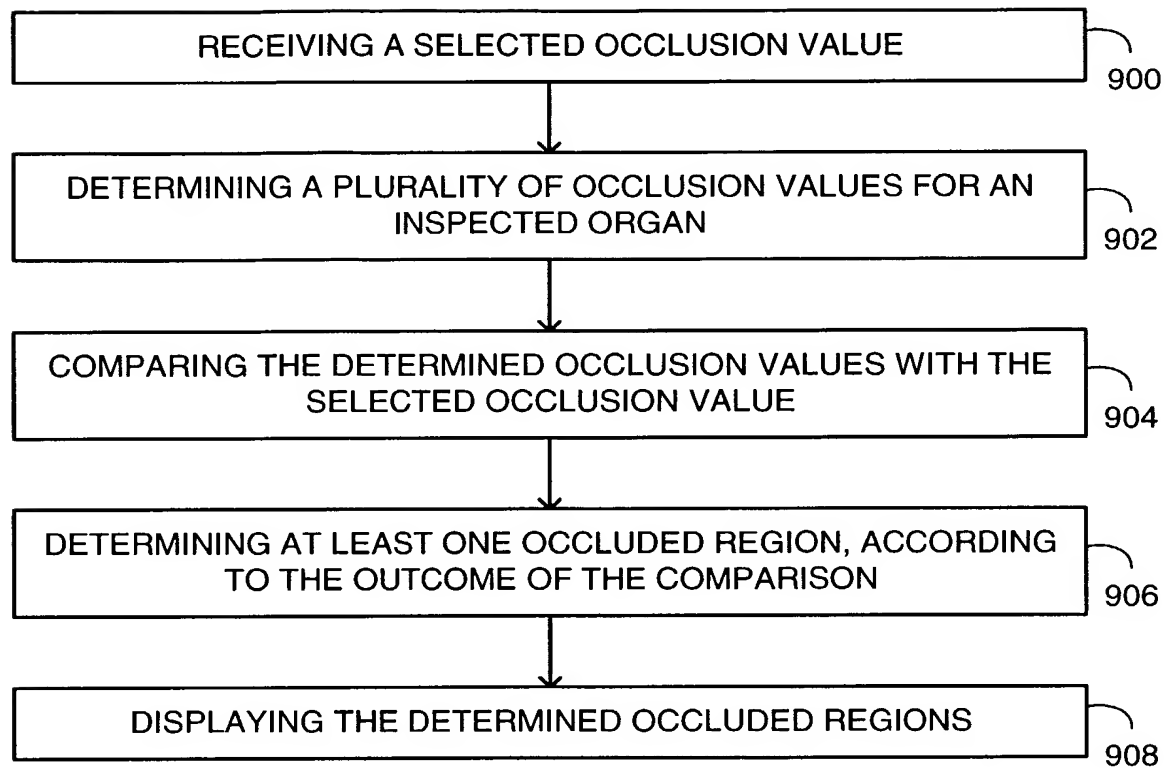 RECEIVING A SELECTED OCCLUSION VALUE
900
DETERMINING A PLURALITY OF OCCLUSION VALUES FOR AN
INSPECTED ORGAN
902
COMPARING THE DETERMINED OCCLUSION VALUES WITH THE
SELECTED OCCLUSION VALUE
904
DETERMINING AT LEAST ONE OCCLUDED REGION, ACCORDING
TO THE OUTCOME OF THE COMPARISON
906
DISPLAYING THE DETERMINED OCCLUDED REGIONS
908